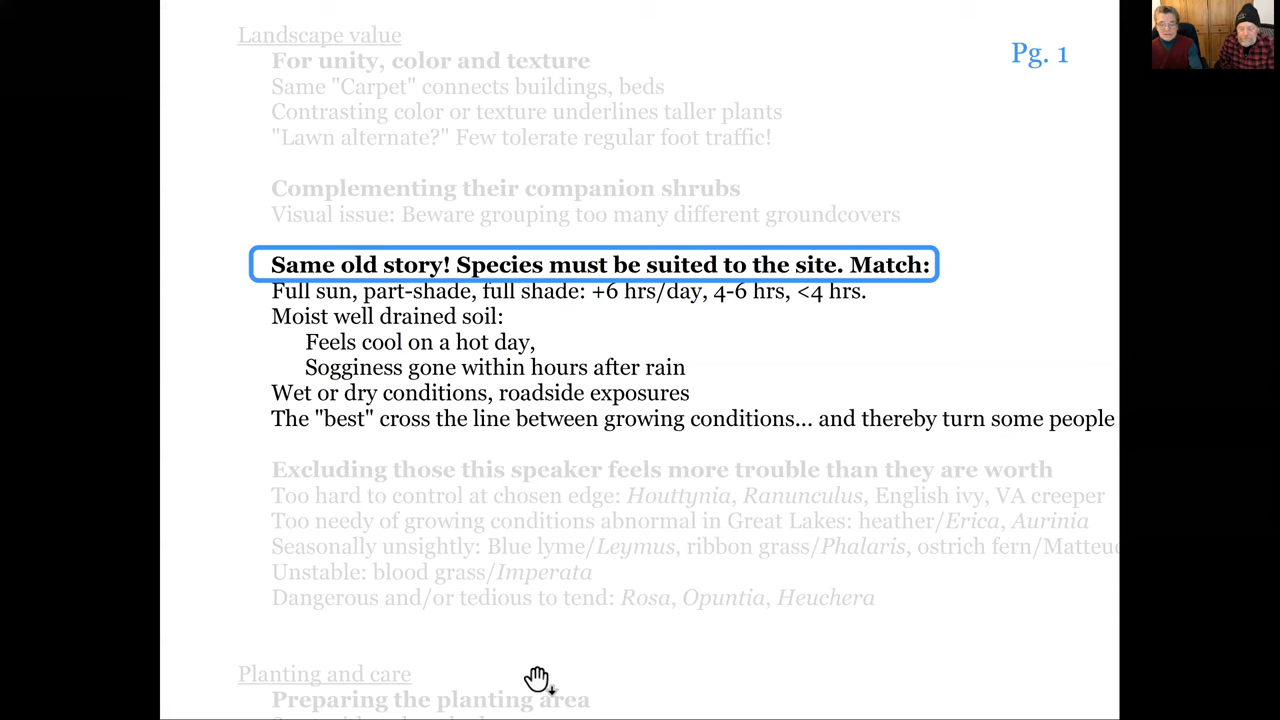 Landscape value
Pg. 1
For unity, color and texture
Same "Carpet" connects buildings, beds
Contrasting color or texture underlines taller plants
"Lawn alternate?" Few tolerate regular foot traffic!
Complementing their companion shrubs
Visual issue: Beware grouping too many different groundcovers
Same old story! Species must be suited to the site. Match:
Full sun, part-shade, full shade: +6 hrs/day, 4-6 hrs, <4 hrs.
Moist well drained soil:
Feels cool on a hot day,
Sogginess gone within hours after rain
Wet or dry conditions, roadside exposures
The "best" cross the line between growing conditions... and thereby turn some people
Excluding those this speaker feels more trouble than they are worth
Too hard to control at chosen edge: Houttynia, Ranunculus, English ivy, VA creeper
Too needy of growing conditions abnormal in Great Lakes: heather/Erica, Aurinia
Seasonally unsightly: Blue lyme/Leymus, ribbon grass/Phalaris, ostrich fern/Matteuc
Unstable: blood grass/Imperata
Dangerous and/or tedious to tend: Rosa, Opuntia, Heuchera
Planting and care
Preparing the planting area